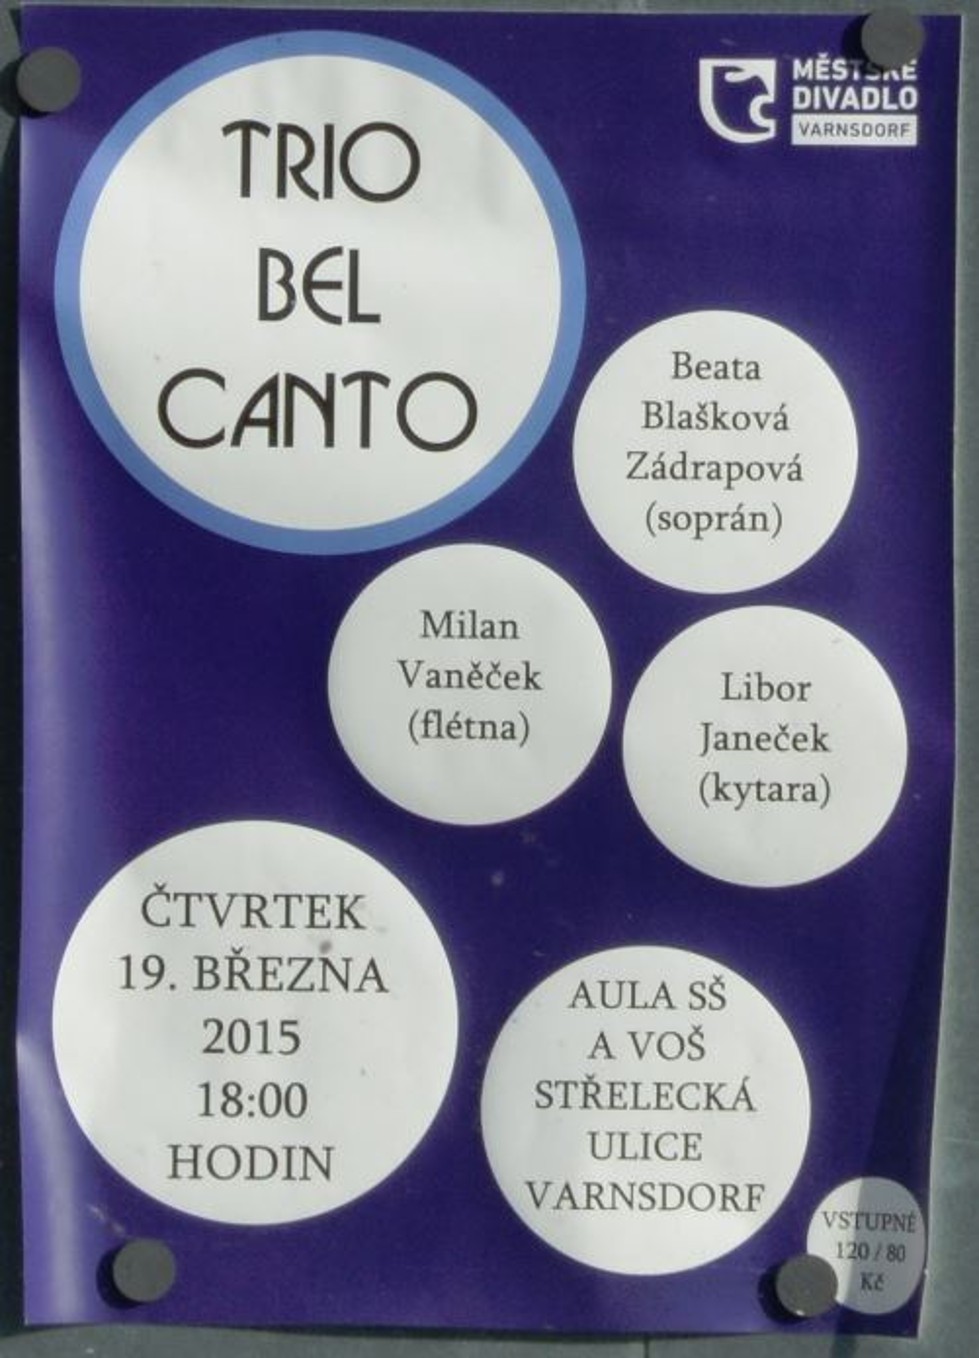 TRIO
BEL
CANTO
MĚSTSKÉ
DIVADLO
VARNSDORF
Beata
Blašková
Zádrapová
(soprán)
Milan
Vaněček
(flétna)
Libor
Janeček
(kytara)
ČTVRTEK
19. BŘEZNA
2015
18:00
HODIN
AULA SŠ
A VOŠ
STŘELECKÁ
ULICE
VARNSDORF
VSTUPNÉ
120 / 80
Kč